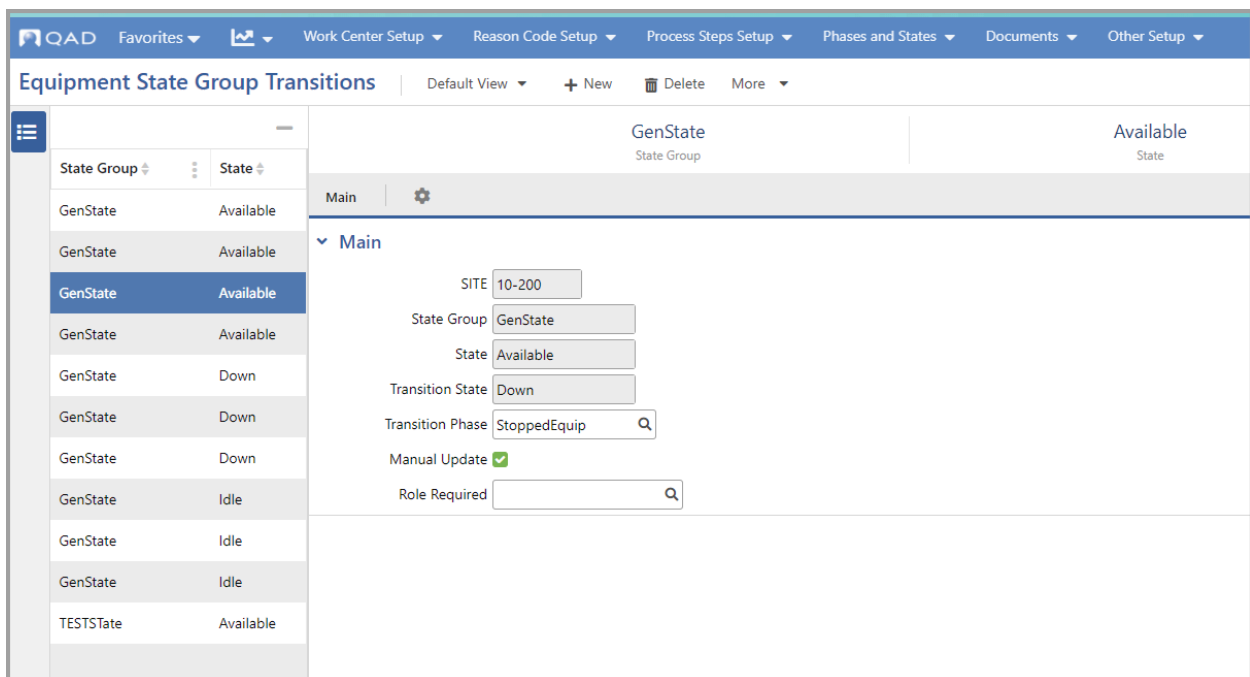 QAD Favorites Work Center Setup Reason Code Setup Process Steps Setup Phases and States Documents Other Setup
Equipment State Group Transitions Default View + New Delete More
GenState Available
State Group State
State Group State
Main
GenState Available
GenState Available
GenState Available
GenState Available
GenState Down
GenState Down
GenState Down
GenState Idle
GenState Idle
GenState Idle
TESTSTate Available
Main
SITE 10-200
State Group GenState
State Available
Transition State Down
Transition Phase StoppedEquip
Manual Update
Role Required